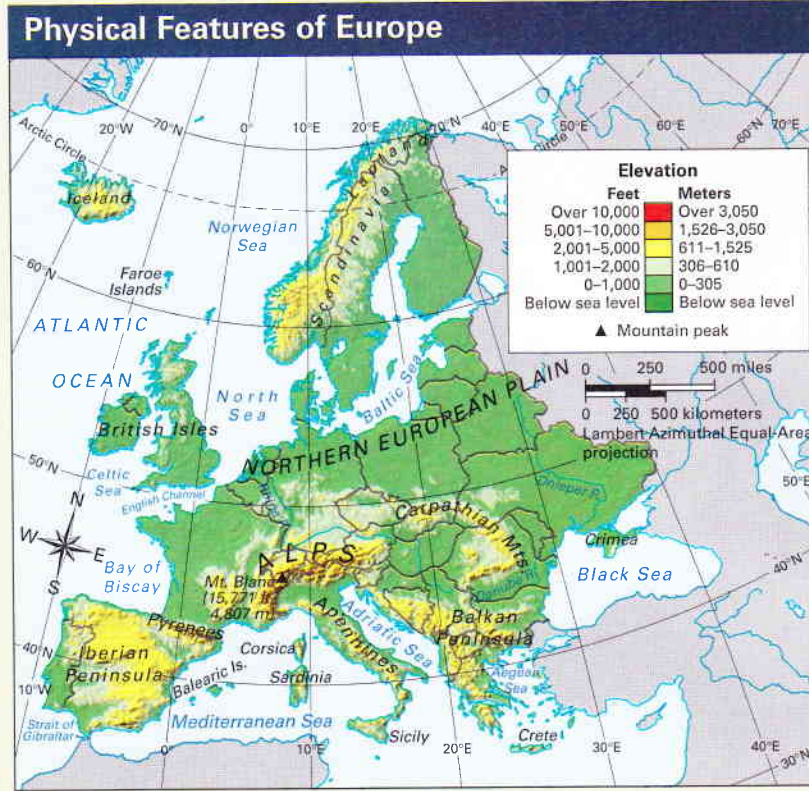 Physical Features of Europe
20°W
70°N
0°
10°E
20°E
70°N
30°E
40°E
50°E
60°N
60°E
70°E
Arctic Circle
Iceland
Lapland
Scandinavia
Norwegian
Sea
60°N
Faroe
Islands
ATLANTIC
OCEAN
North
Sea
Baltic Sea
British Isles
NORTHERN EUROPEAN PLAIN
50°N
Celtic
Sea
English Channel
Rhine R.
Dnieper R.
50°E
N
W
E
S
Bay of
Biscay
ALPS
Carpathian Mts.
Crimea
Mt. Blanc
(15,771 ft.
4,807 m)
Danube R.
Black Sea
40°N
Pyrenees
Apennines
Adriatic Sea
Balkan
Peninsula
Iberian
Peninsula
Corsica
Sardinia
Balearic Is.
Aegean
Sea
40°N
10°W
Strait of
Gibraltar
Mediterranean Sea
Sicily
Crete
0°
10°E
20°E
30°E
40°E
30°N
Elevation
Feet Meters
Over 10,000 Over 3,050
5,001–10,000 1,526–3,050
2,001–5,000 611–1,525
1,001–2,000 306–610
0–1,000 0–305
Below sea level Below sea level
▲ Mountain peak
0 250 500 miles
0 250 500 kilometers
Lambert Azimuthal Equal-Area
projection